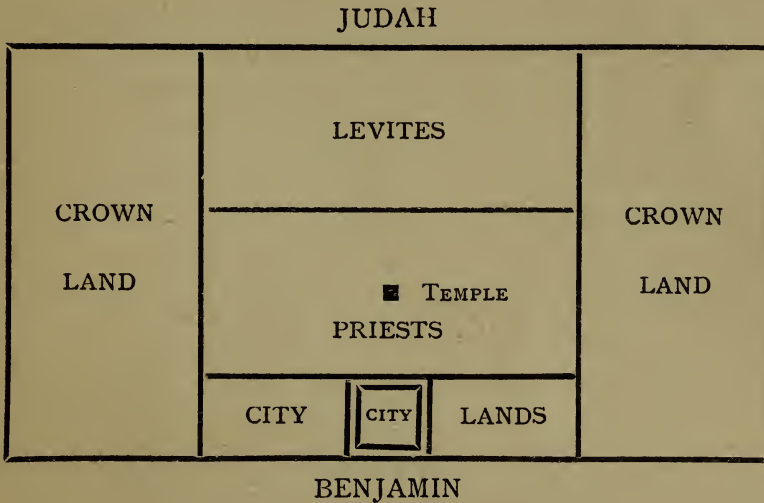 JUDAH
LEVITES
CROWN
LAND
CROWN
LAND
TEMPLE
PRIESTS
CITY
CITY
LANDS
BENJAMIN